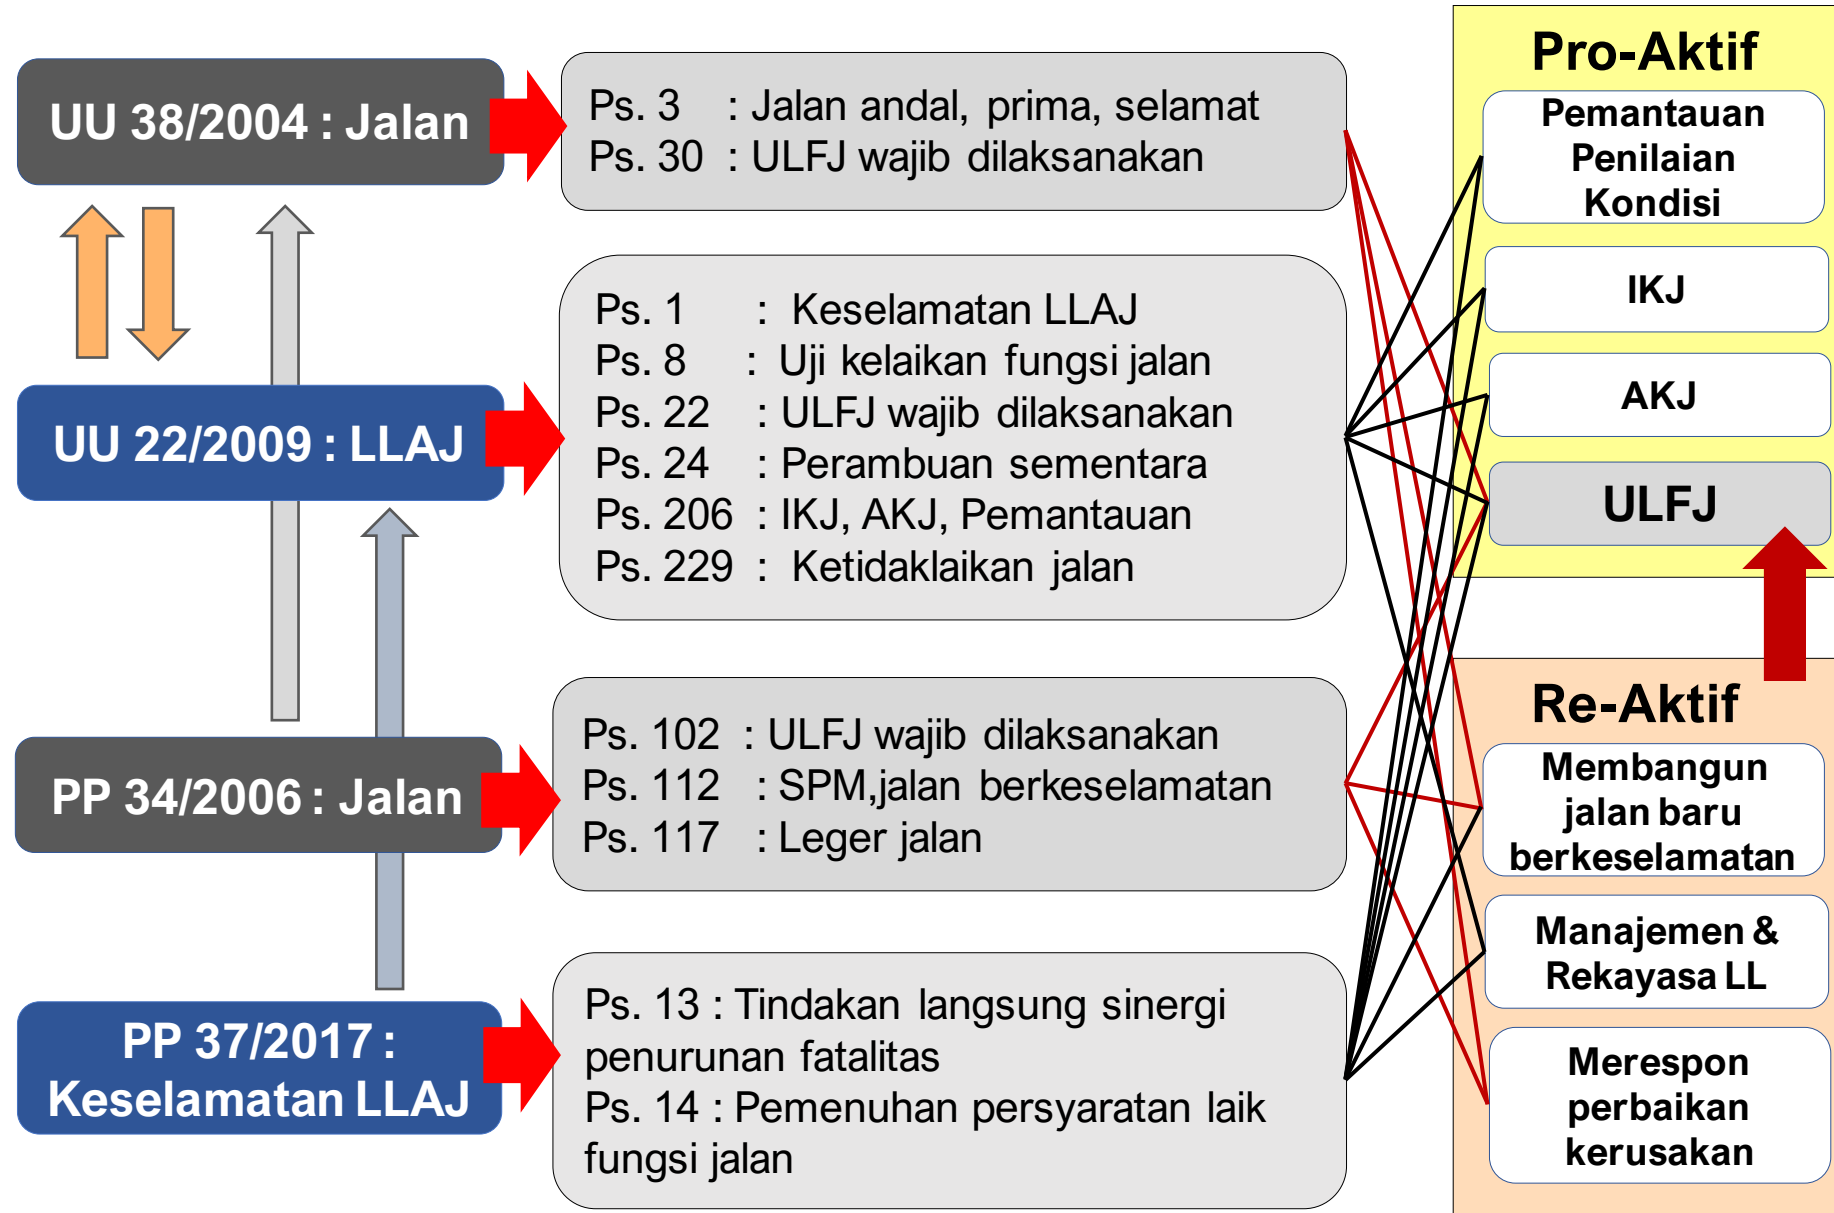 UU 38/2004 : Jalan
Ps. 3 : Jalan andal, prima, selamat
Ps. 30 : ULFJ wajib dilaksanakan
UU 22/2009 : LLAJ
Ps. 1 : Keselamatan LLAJ
Ps. 8 : Uji kelaikan fungsi jalan
Ps. 22 : ULFJ wajib dilaksanakan
Ps. 24 : Perambuan sementara
Ps. 206 : IKJ, AKJ, Pemantauan
Ps. 229 : Ketidaklaikan jalan
PP 34/2006 : Jalan
Ps. 102 : ULFJ wajib dilaksanakan
Ps. 112 : SPM,jalan berkeselamatan
Ps. 117 : Leger jalan
PP 37/2017 :
Keselamatan LLAJ
Ps. 13 : Tindakan langsung sinergi
penurunan fatalitas
Ps. 14 : Pemenuhan persyaratan laik
fungsi jalan
Pro-Aktif
Pemantauan
Penilaian
Kondisi
IKJ
AKJ
ULFJ
Re-Aktif
Membangun
jalan baru
berkeselamatan
Manajemen &
Rekayasa LL
Merespon
perbaikan
kerusakan